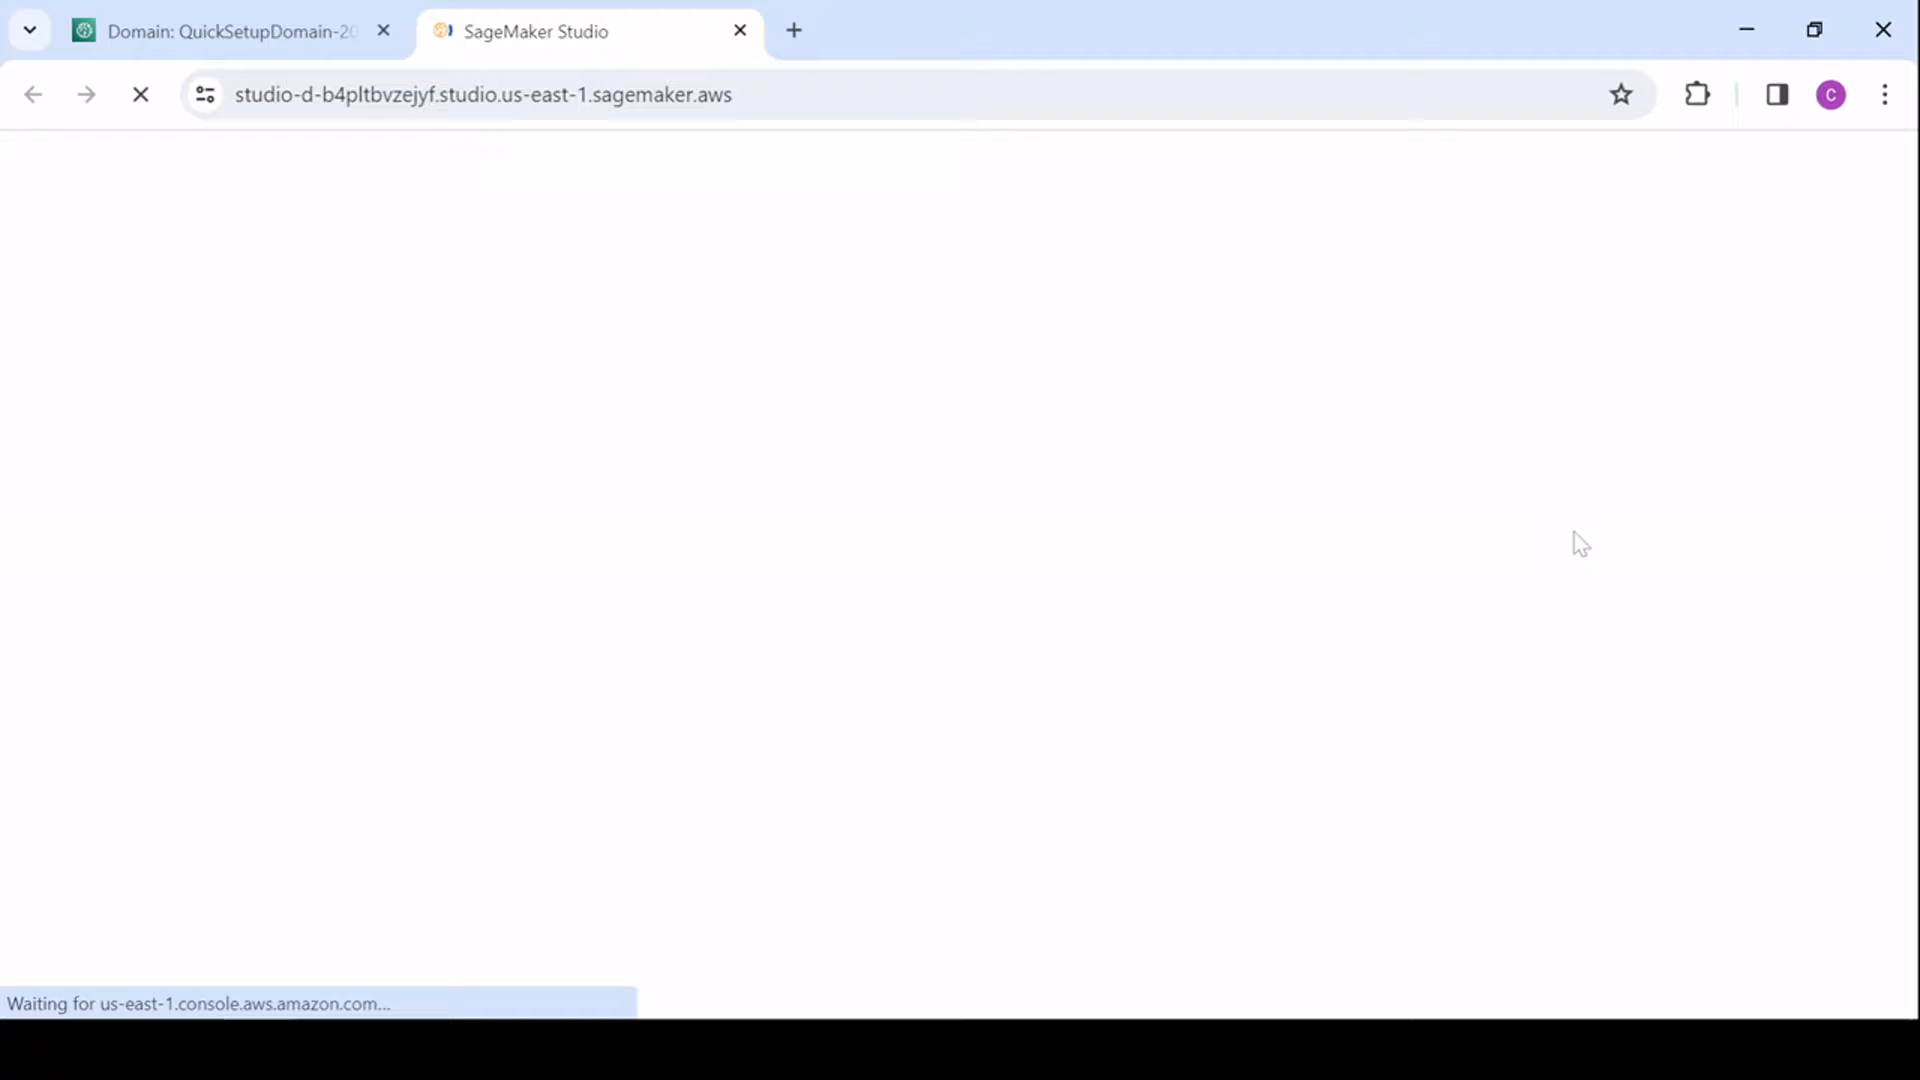 Domain: QuickSetupDomain-20
SageMaker Studio
studio-d-b4pltbvzejyf.studio.us-east-1.sagemaker.aws
C
Waiting for us-east-1.console.aws.amazon.com...